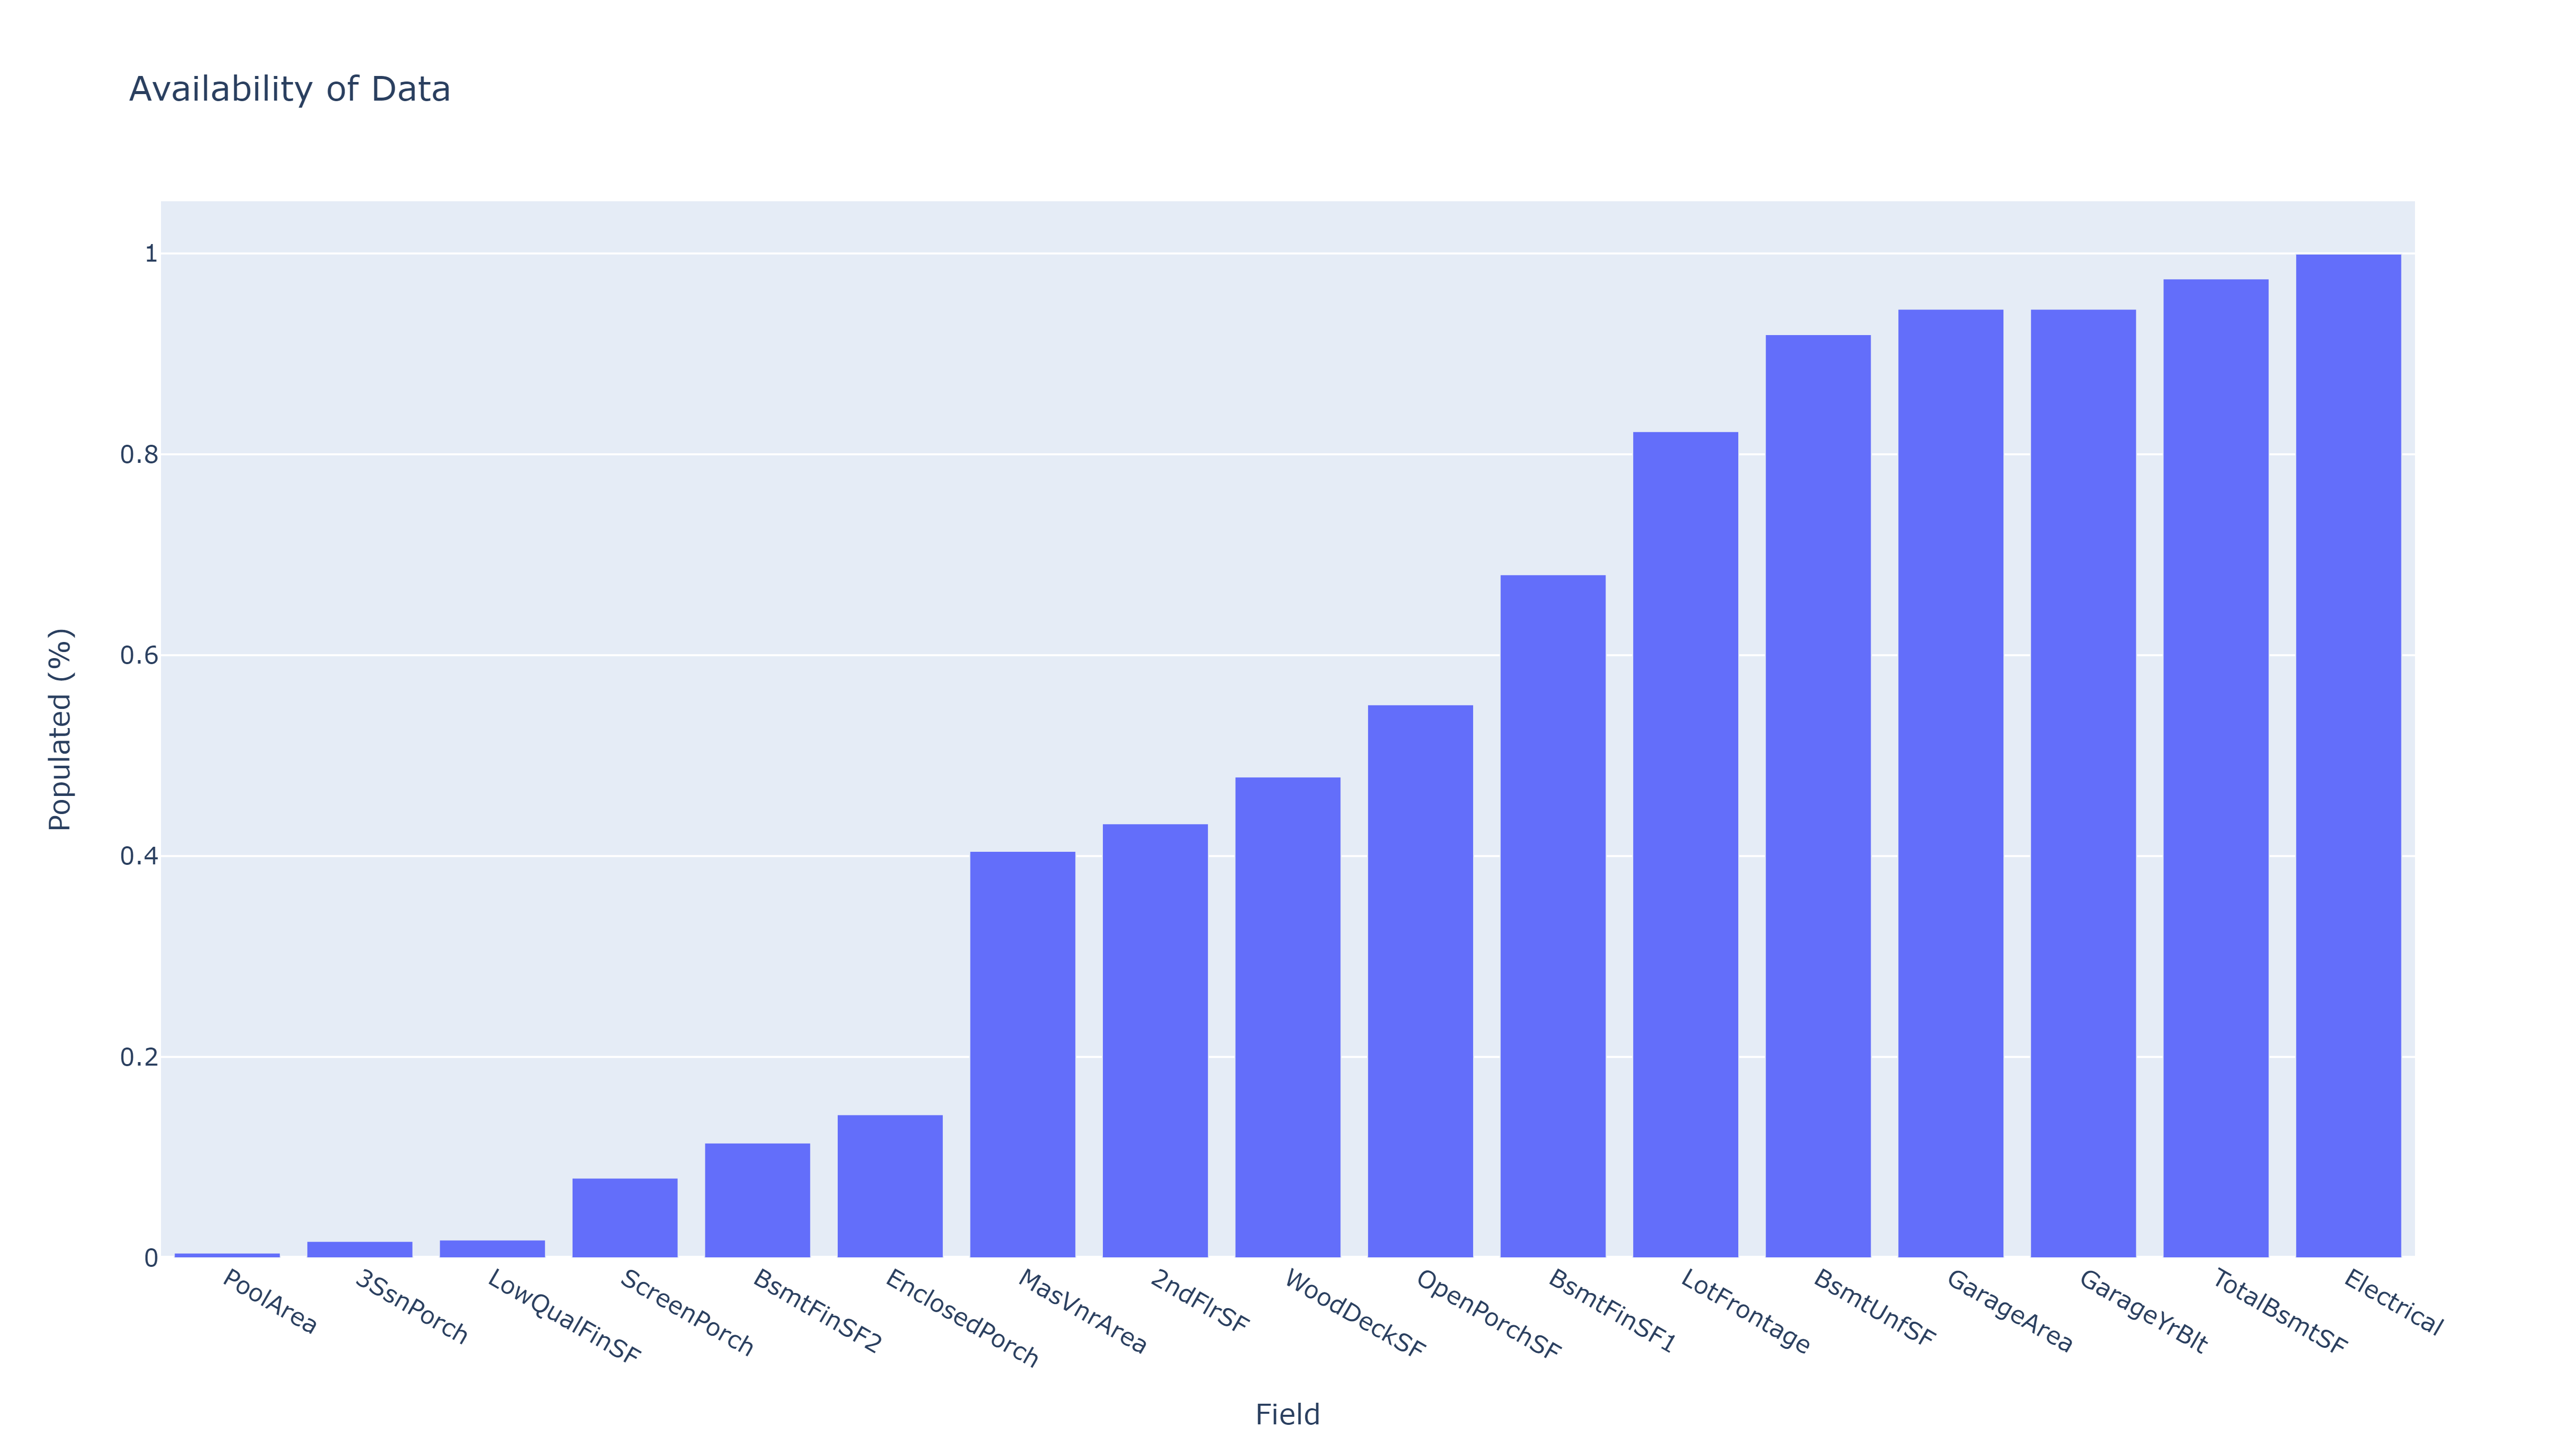 Availability of Data
Populated (%)
1
0.8
0.6
0.4
0.2
0
PoolArea
3SsnPorch
LowQualFinSF
ScreenPorch
BsmtFinSF2
EnclosedPorch
MasVnrArea
2ndFlrSF
WoodDeckSF
OpenPorchSF
BsmtFinSF1
LotFrontage
BsmtUnfSF
GarageArea
GarageYrBlt
TotalBsmtSF
Electrical
Field